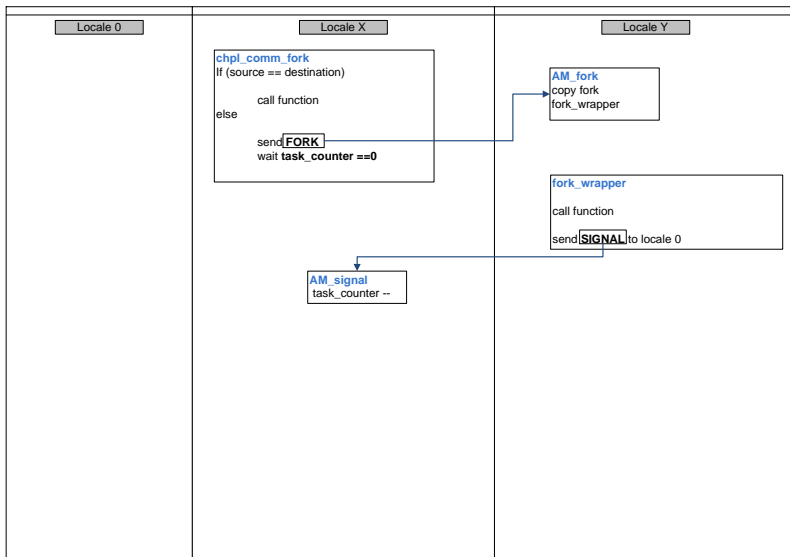 Locale 0
Locale X
Locale Y
chpl_comm_fork
If (source == destination)
call function
else
send FORK
wait task_counter ==0
AM_fork
copy fork
fork_wrapper
fork_wrapper
call function
send SIGNAL to locale 0
AM_signal
task_counter --